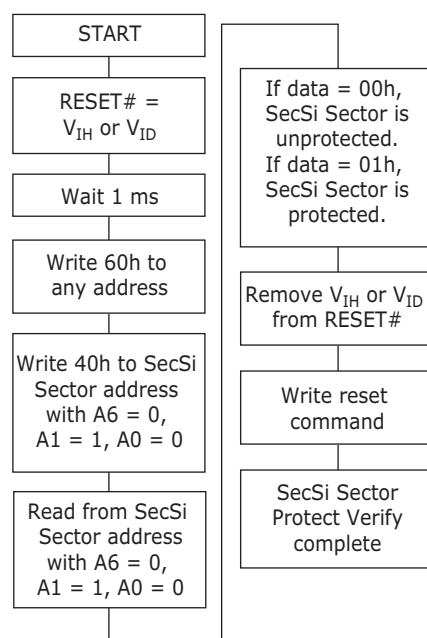 START
RESET# =
V_IH or V_ID
Wait 1 ms
Write 60h to
any address
Write 40h to SecSi
Sector address
with A6 = 0,
A1 = 1, A0 = 0
Read from SecSi
Sector address
with A6 = 0,
A1 = 1, A0 = 0
If data = 00h,
SecSi Sector is
unprotected.
If data = 01h,
SecSi Sector is
protected.
Remove V_IH or V_ID
from RESET#
Write reset
command
SecSi Sector
Protect Verify
complete